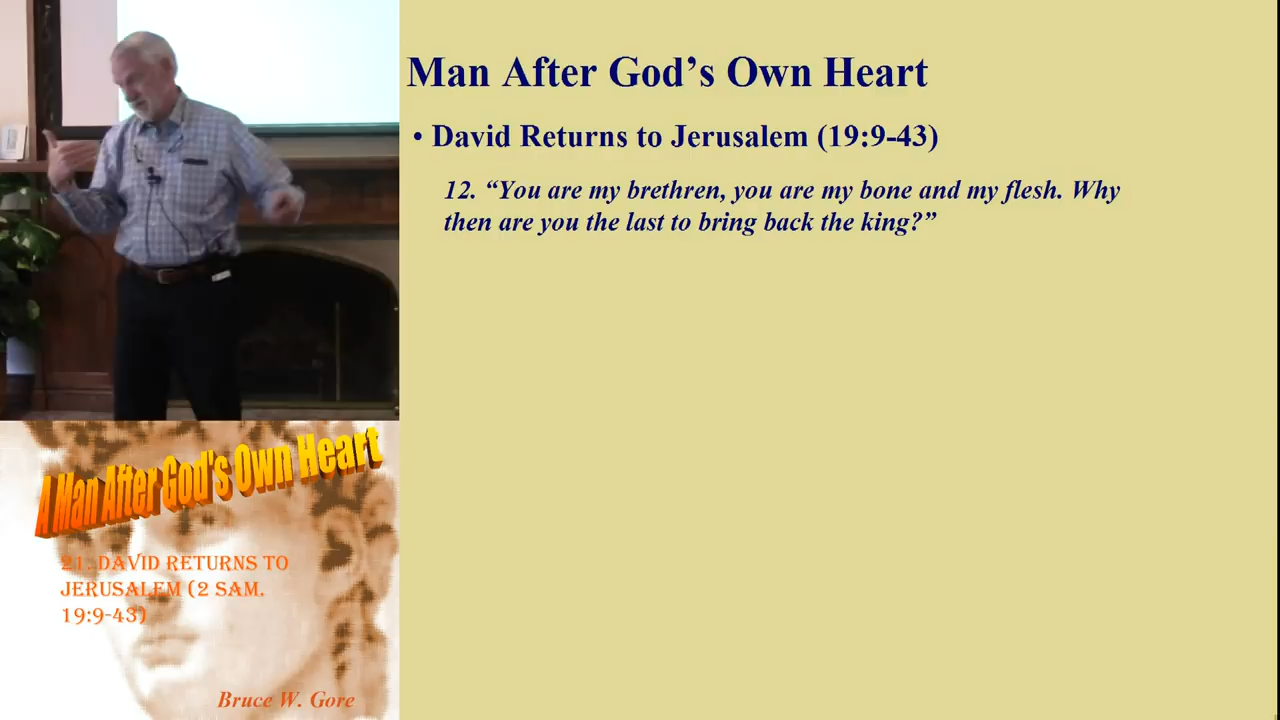 Man After God's Own Heart
• David Returns to Jerusalem (19:9-43)
12. “You are my brethren, you are my bone and my flesh. Why
then are you the last to bring back the king?”
A Man After God's Own Heart
21. DAVID RETURNS TO
JERUSALEM (2 SAM.
19:9-43)
Bruce W. Gore